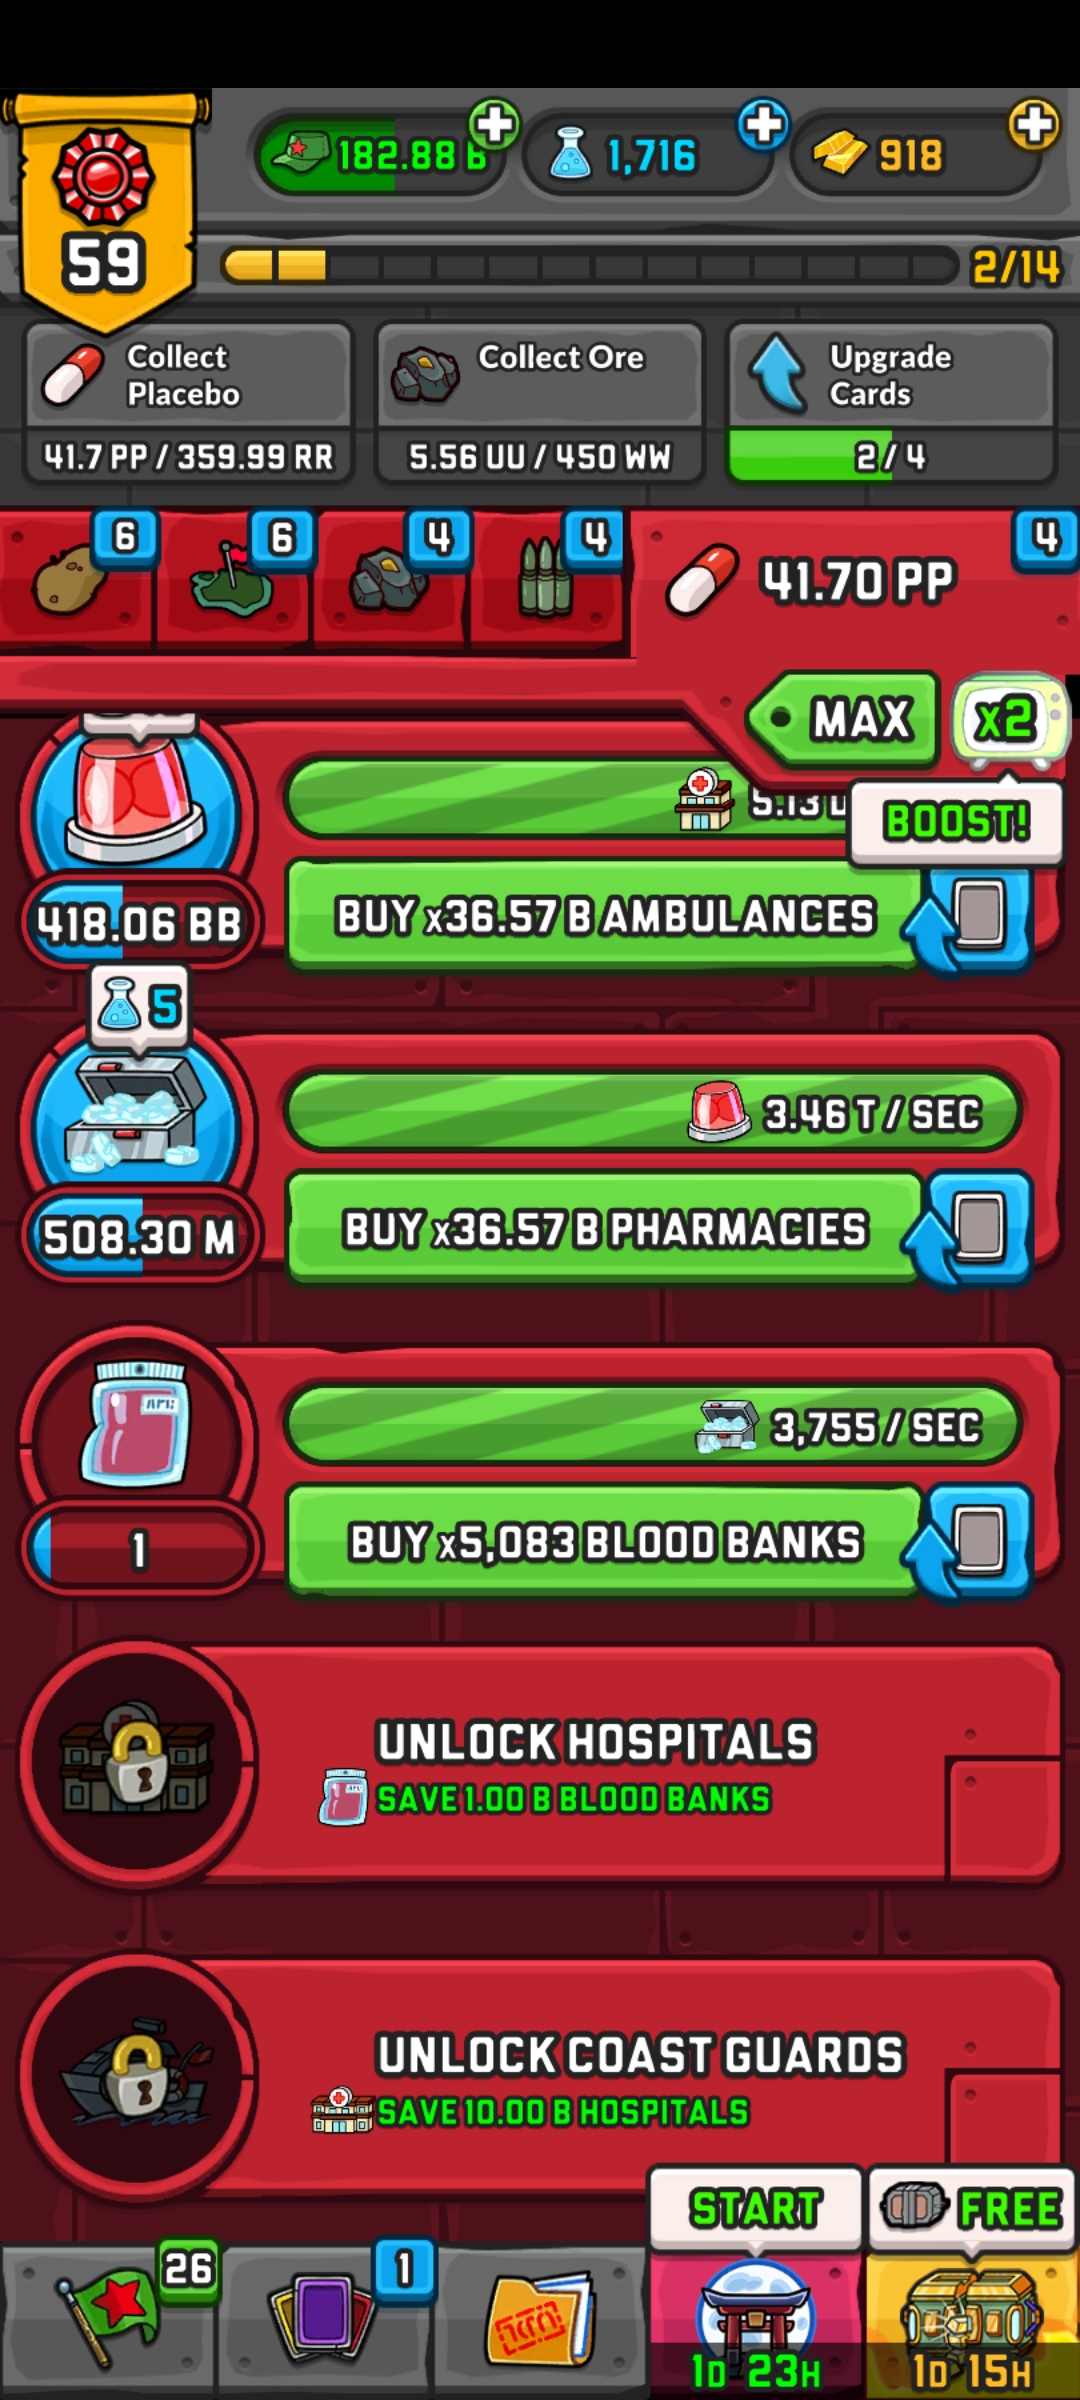 182.88 B
1,716
918
59
2/14
Collect
Placebo
41.7 PP / 359.99 RR
Collect Ore
5.56 UU / 450 WW
Upgrade
Cards
2 / 4
6
6
4
4
4
41.70 PP
MAX
x2
BOOST!
5.13
418.06 BB
BUY x36.57 B AMBULANCES
5
3.46 T / SEC
508.30 M
BUY x36.57 B PHARMACIES
3,755 / SEC
1
BUY x5,083 BLOOD BANKS
UNLOCK HOSPITALS
SAVE 1.00 B BLOOD BANKS
UNLOCK COAST GUARDS
SAVE 10.00 B HOSPITALS
START
FREE
26
1
1D 23H
1D 15H